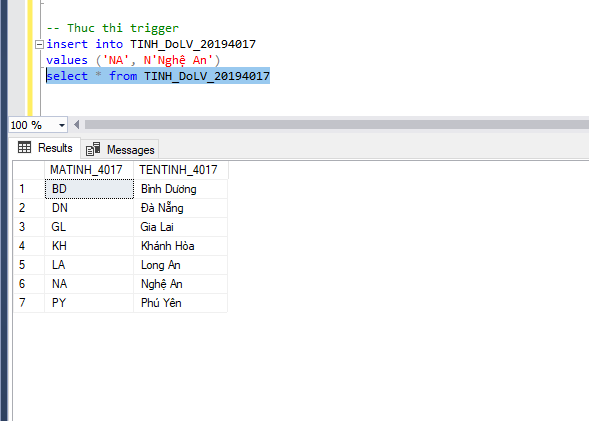 -- Thuc thi trigger
insert into TINH_DoLV_20194017
values ('NA', N'Nghệ An')
select * from TINH_DoLV_20194017
100 %
Results Messages
MATINH_4017 TENTINH_4017
1 BD Bình Dương
2 DN Đà Nẵng
3 GL Gia Lai
4 KH Khánh Hòa
5 LA Long An
6 NA Nghệ An
7 PY Phú Yên